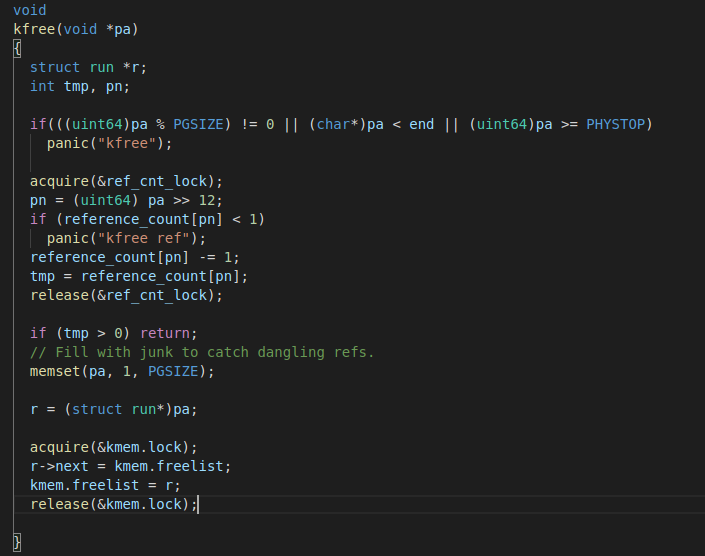 void
kfree(void *pa)
{
  struct run *r;
  int tmp, pn;

  if(((uint64)pa % PGSIZE) != 0 || (char*)pa < end || (uint64)pa >= PHYSTOP)
    panic("kfree");

  acquire(&ref_cnt_lock);
  pn = (uint64) pa >> 12;
  if (reference_count[pn] < 1)
    panic("kfree ref");
  reference_count[pn] -= 1;
  tmp = reference_count[pn];
  release(&ref_cnt_lock);

  if (tmp > 0) return;
  // Fill with junk to catch dangling refs.
  memset(pa, 1, PGSIZE);

  r = (struct run*)pa;

  acquire(&kmem.lock);
  r->next = kmem.freelist;
  kmem.freelist = r;
  release(&kmem.lock);

}